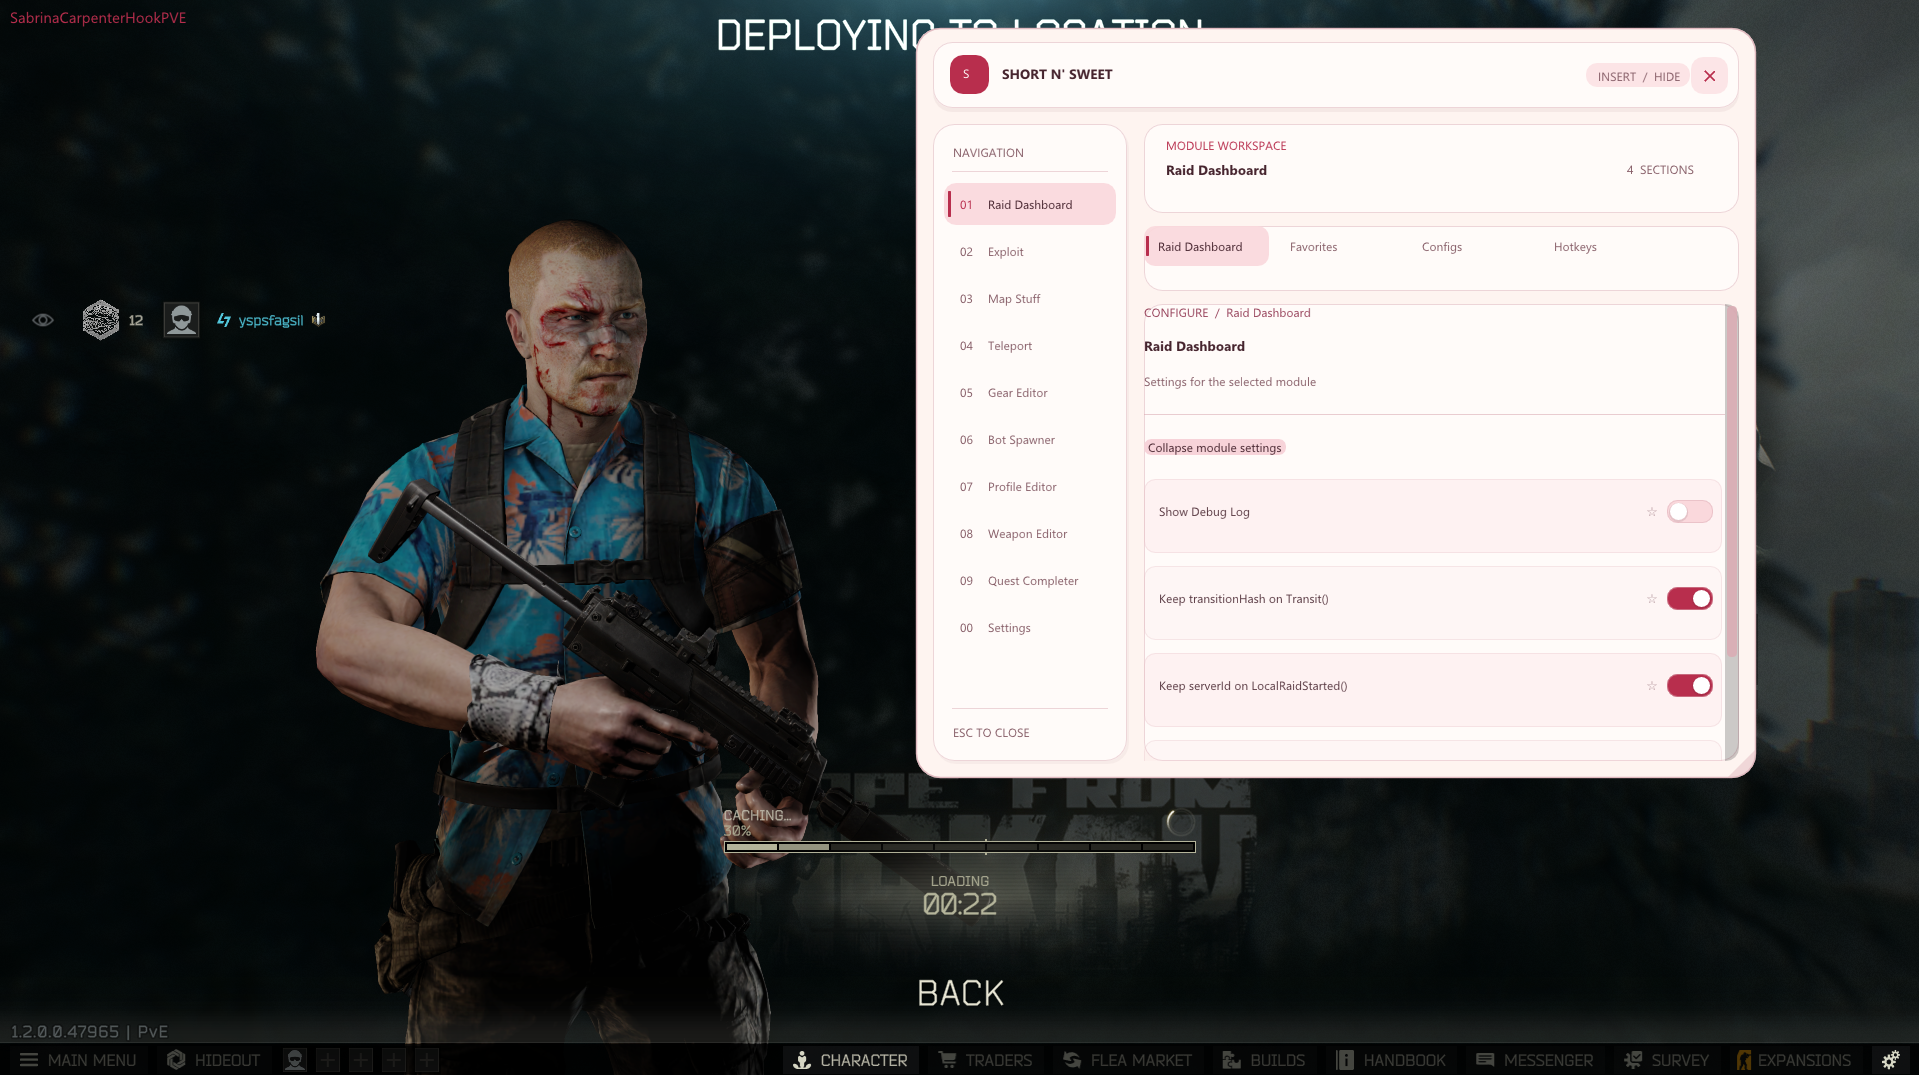 SabrinaCarpenterHookPVE
DEPLOYING TO LOCATION
S
SHORT N' SWEET
INSERT / HIDE
NAVIGATION
01 Raid Dashboard
02 Exploit
03 Map Stuff
04 Teleport
05 Gear Editor
06 Bot Spawner
07 Profile Editor
08 Weapon Editor
09 Quest Completer
00 Settings
ESC TO CLOSE
MODULE WORKSPACE
Raid Dashboard
4 SECTIONS
Raid Dashboard Favorites Configs Hotkeys
CONFIGURE / Raid Dashboard
Raid Dashboard
Settings for the selected module
Collapse module settings
Show Debug Log
Keep transitionHash on Transit()
Keep serverId on LocalRaidStarted()
12 yspsfagsil
PE FROM
CACHING...
30%
LOADING
00:22
BACK
1.2.0.0.47965 | PvE
MAIN MENU HIDEOUT CHARACTER TRADERS FLEA MARKET BUILDS HANDBOOK MESSENGER SURVEY EXPANSIONS